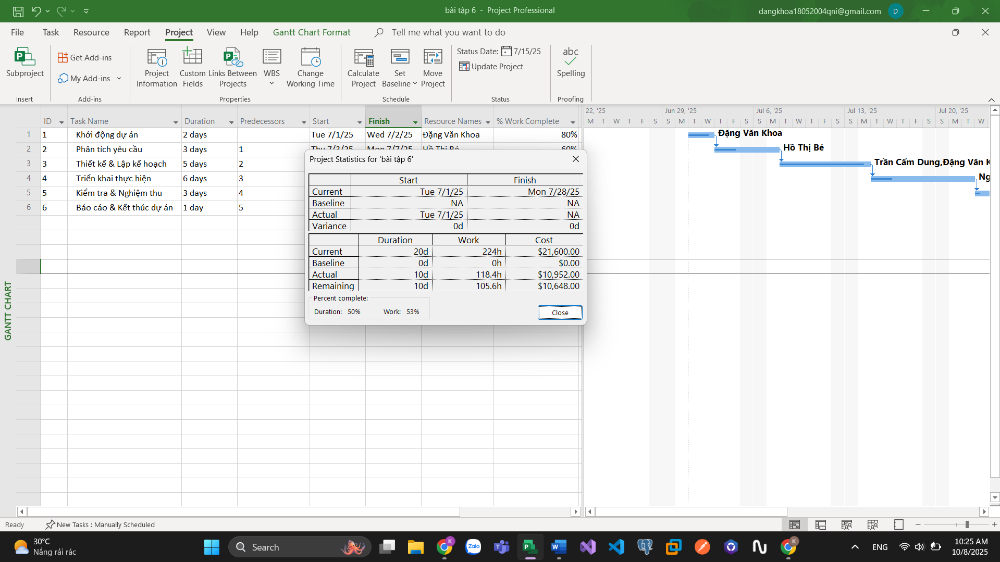 bài tập 6 - Project Professional
dangkhoa18052004qni@gmail.com
D
File Task Resource Report Project View Help Gantt Chart Format Tell me what you want to do
Subproject
Get Add-ins
My Add-ins
Project Information
Custom Fields
Links Between Projects
WBS
Change Working Time
Calculate Project
Set Baseline
Move Project
Status Date: 7/15/25
Update Project
abc
Spelling
Insert Add-ins Properties Schedule Status Proofing
ID Task Name Duration Predecessors Start Finish Resource Names % Work Complete
22, '25 Jun 29, '25 Jul 6, '25 Jul 13, '25 Jul 20, '25
M T W T F S S M T W T F S S M T W T F S S M T W T F S S M T W
1 1 Khởi động dự án 2 days Tue 7/1/25 Wed 7/2/25 Đặng Văn Khoa 80%
2 2 Phân tích yêu cầu 3 days 1 Thu 7/3/25 Mon 7/7/25 Hồ Thị Bé 60%
3 3 Thiết kế & Lập kế hoạch 5 days 2
4 4 Triển khai thực hiện 6 days 3
5 5 Kiểm tra & Nghiệm thu 3 days 4
6 6 Báo cáo & Kết thúc dự án 1 day 5
Đặng Văn Khoa
Hồ Thị Bé
Trần Cẩm Dung,Đặng Văn K
Ng
Project Statistics for 'bài tập 6'
Start Finish
Current Tue 7/1/25 Mon 7/28/25
Baseline NA NA
Actual Tue 7/1/25 NA
Variance 0d 0d
Duration Work Cost
Current 20d 224h $21,600.00
Baseline 0d 0h $0.00
Actual 10d 118.4h $10,952.00
Remaining 10d 105.6h $10,648.00
Percent complete:
Duration: 50% Work: 53%
Close
GANTT CHART
Ready New Tasks : Manually Scheduled
30°C
Nắng rải rác
Search
Zalo
ENG
10:25 AM
10/8/2025